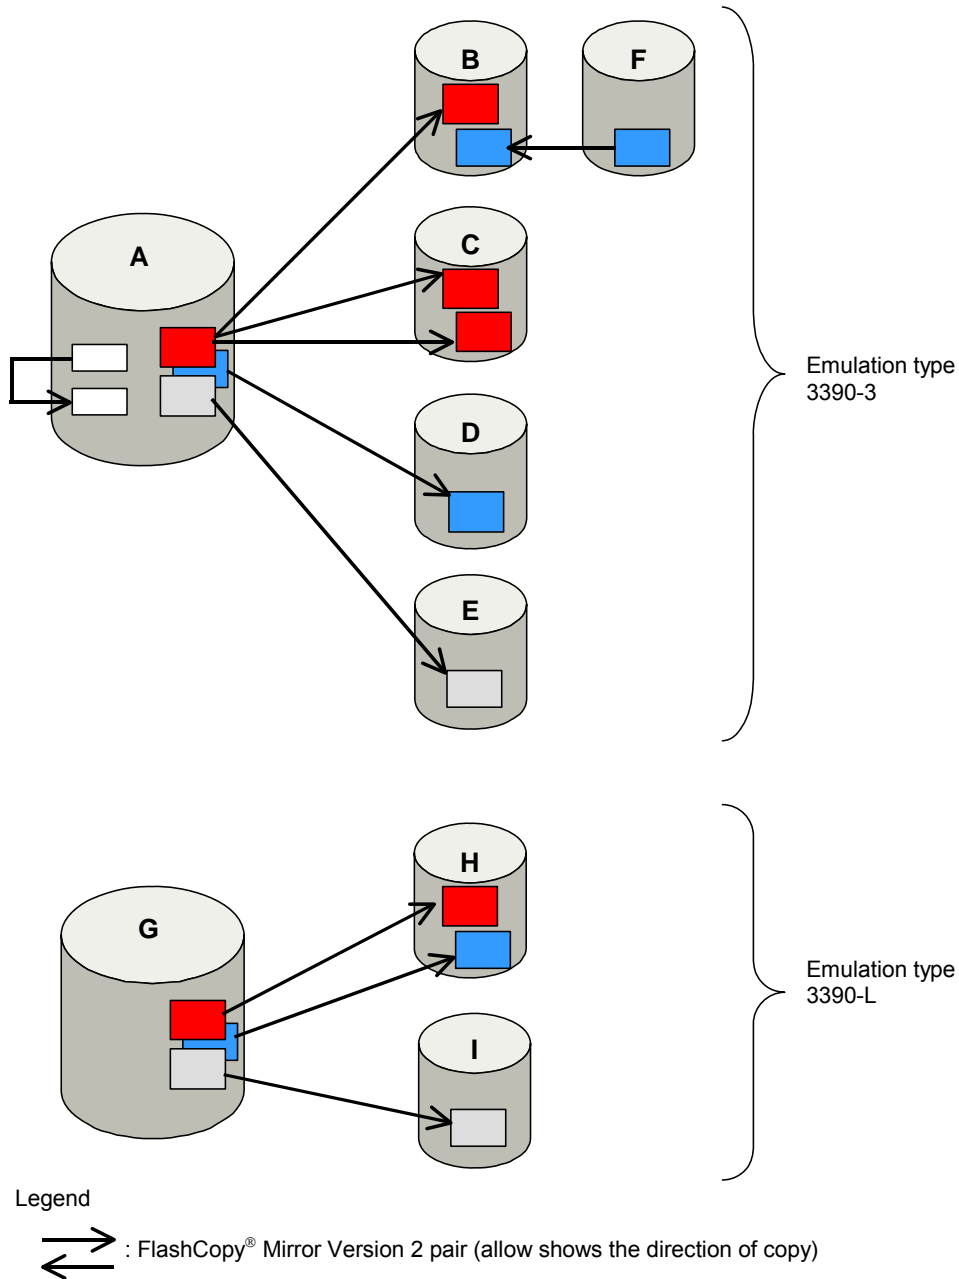 B
F
A
C
D
E
Emulation type
3390-3
G
H
I
Emulation type
3390-L
Legend
: FlashCopy® Mirror Version 2 pair (allow shows the direction of copy)